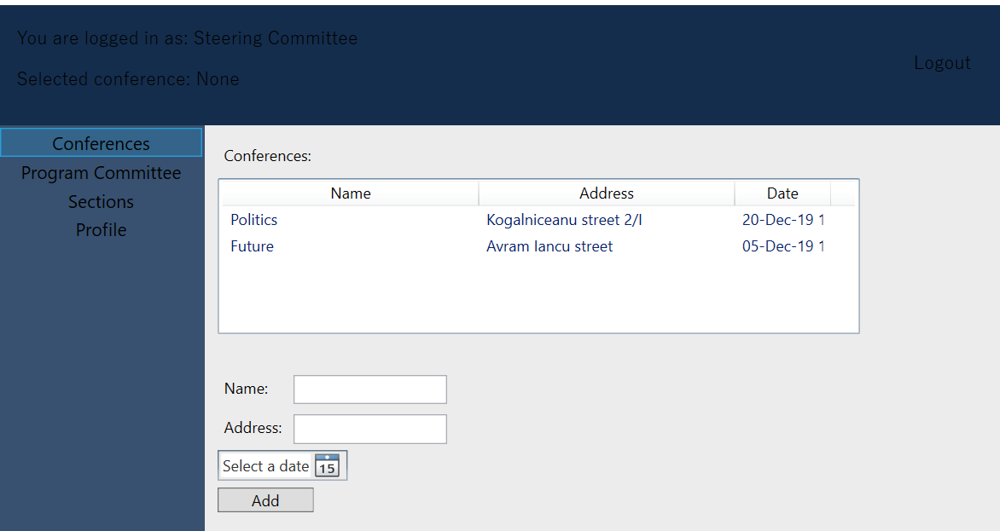 You are logged in as: Steering Committee
Selected conference: None
Logout
Conferences
Program Committee
Sections
Profile
Conferences:
Name Address Date
Politics Kogalniceanu street 2/I 20-Dec-19 1
Future Avram Iancu street 05-Dec-19 1
Name:
Address:
Select a date 15
Add